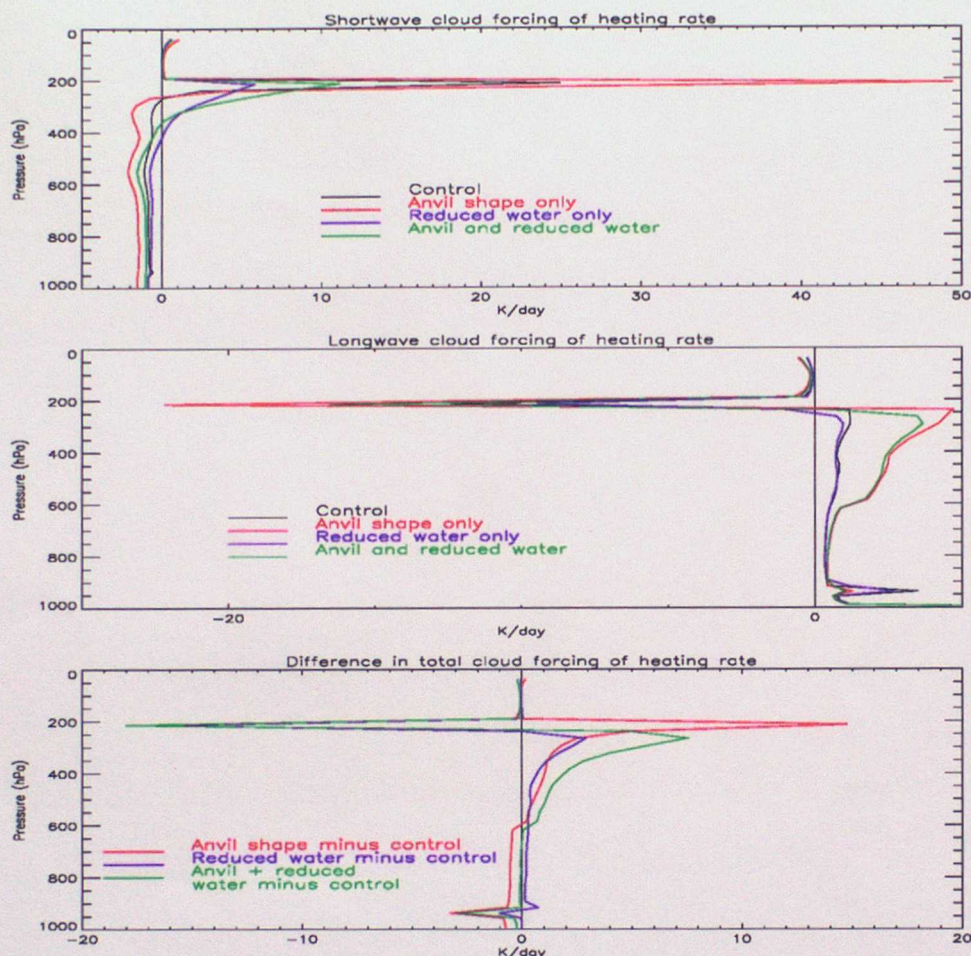 Shortwave cloud forcing of heating rate
0
200
400
600
800
1000
Pressure (hPa)
Control
Anvil shape only
Reduced water only
Anvil and reduced water
0
10
20
30
40
50
K/day
Longwave cloud forcing of heating rate
0
200
400
600
800
1000
Pressure (hPa)
Control
Anvil shape only
Reduced water only
Anvil and reduced water
−20
0
K/day
Difference in total cloud forcing of heating rate
0
200
400
600
800
1000
Pressure (hPa)
Anvil shape minus control
Reduced water minus control
Anvil + reduced
water minus control
−20
−10
0
10
20
K/day